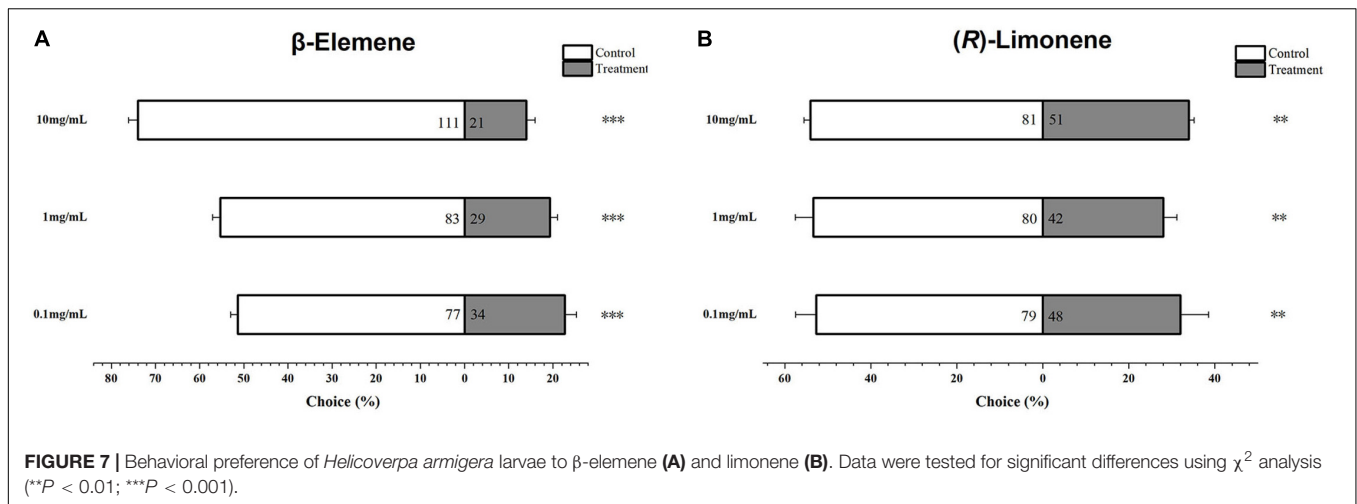 A
β-Elemene
Control
Treatment
10mg/mL
111 21
***
1mg/mL
83 29
***
0.1mg/mL
77 34
***
80 70 60 50 40 30 20 10 0 10 20
Choice (%)
B
(R)-Limonene
Control
Treatment
10mg/mL
81 51
**
1mg/mL
80 42
**
0.1mg/mL
79 48
**
60 40 20 0 20 40
Choice (%)
FIGURE 7 | Behavioral preference of Helicoverpa armigera larvae to β-elemene (A) and limonene (B). Data were tested for significant differences using χ² analysis
(**P < 0.01; ***P < 0.001).